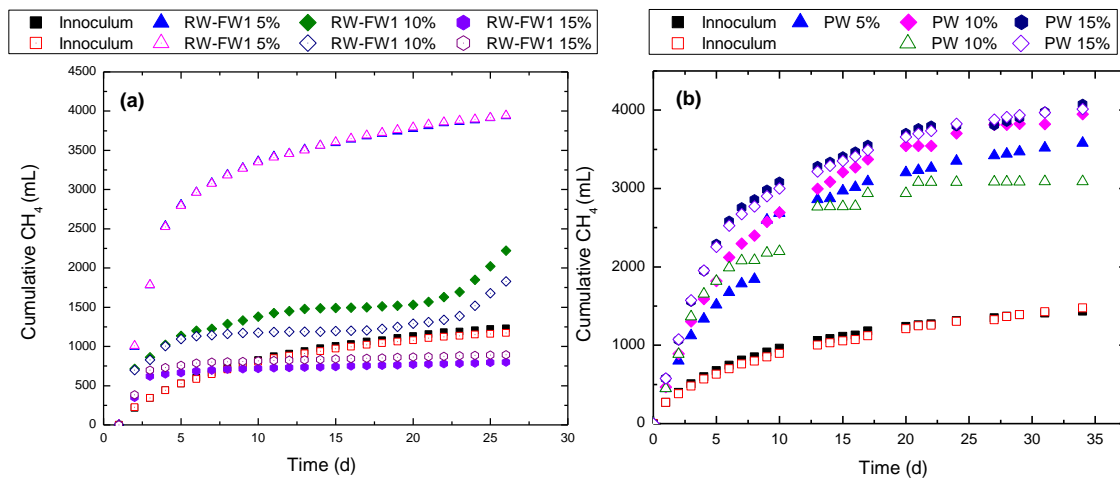 Innoculum RW-FW1 5% RW-FW1 10% RW-FW1 15%
Innoculum RW-FW1 5% RW-FW1 10% RW-FW1 15%
(a)
Cumulative CH4 (mL)
4500
4000
3500
3000
2500
2000
1500
1000
500
0
0 5 10 15 20 25 30
Time (d)
Innoculum PW 5% PW 10% PW 15%
Innoculum PW 10% PW 15%
(b)
Cumulative CH4 (mL)
4000
3000
2000
1000
0
0 5 10 15 20 25 30 35
Time (d)